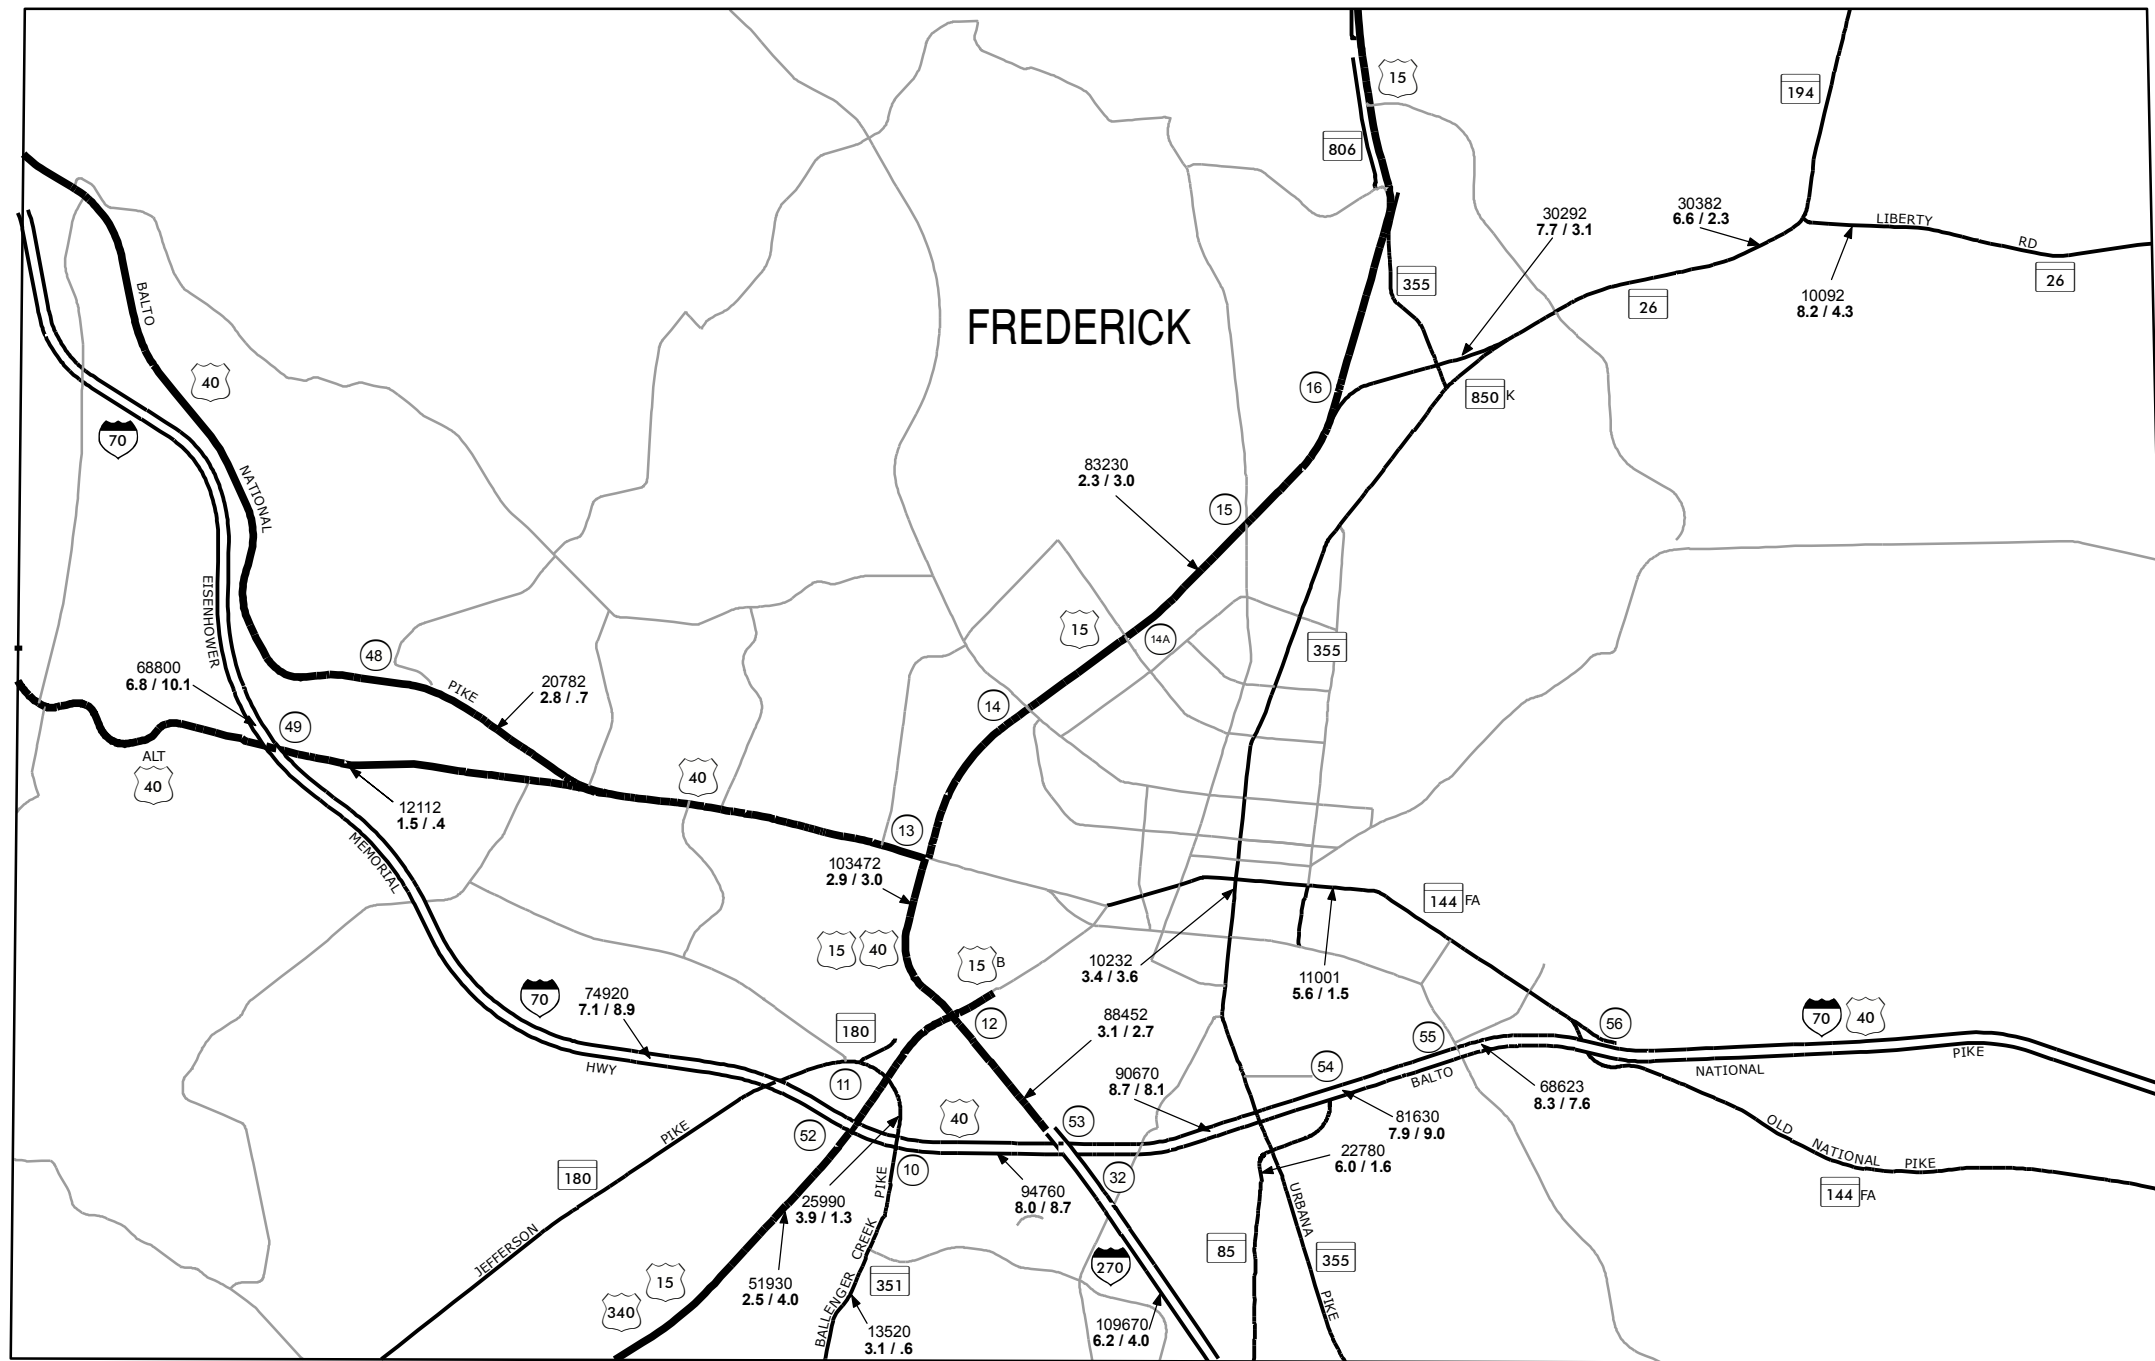 15
194
806
30382
6.6 / 2.3
30292
7.7 / 3.1
LIBERTY
RD
355
26
26
10092
8.2 / 4.3
BALTO
FREDERICK
40
16
850 K
70
83230
2.3 / 3.0
NATIONAL
15
EISENHOWER
15
14A
355
48
68800
6.8 / 10.1
PIKE
20782
2.8 / .7
14
49
ALT
40
40
12112
1.5 / .4
13
MEMORIAL
103472
2.9 / 3.0
144 FA
15
40
15 B
10232
3.4 / 3.6
11001
5.6 / 1.5
70
74920
7.1 / 8.9
180
12
88452
3.1 / 2.7
55
56
70
40
HWY
PIKE
11
90670
8.7 / 8.1
54
BALTO
NATIONAL
68623
8.3 / 7.6
40
53
81630
7.9 / 9.0
52
PIKE
OLD
NATIONAL
PIKE
22780
6.0 / 1.6
180
10
32
PIKE
25990
3.9 / 1.3
94760
8.0 / 8.7
144 FA
URBANA
JEFFERSON
CREEK
85
355
270
15
351
51930
2.5 / 4.0
340
BALLENGER
13520
3.1 / .6
109670
6.2 / 4.0
PIKE